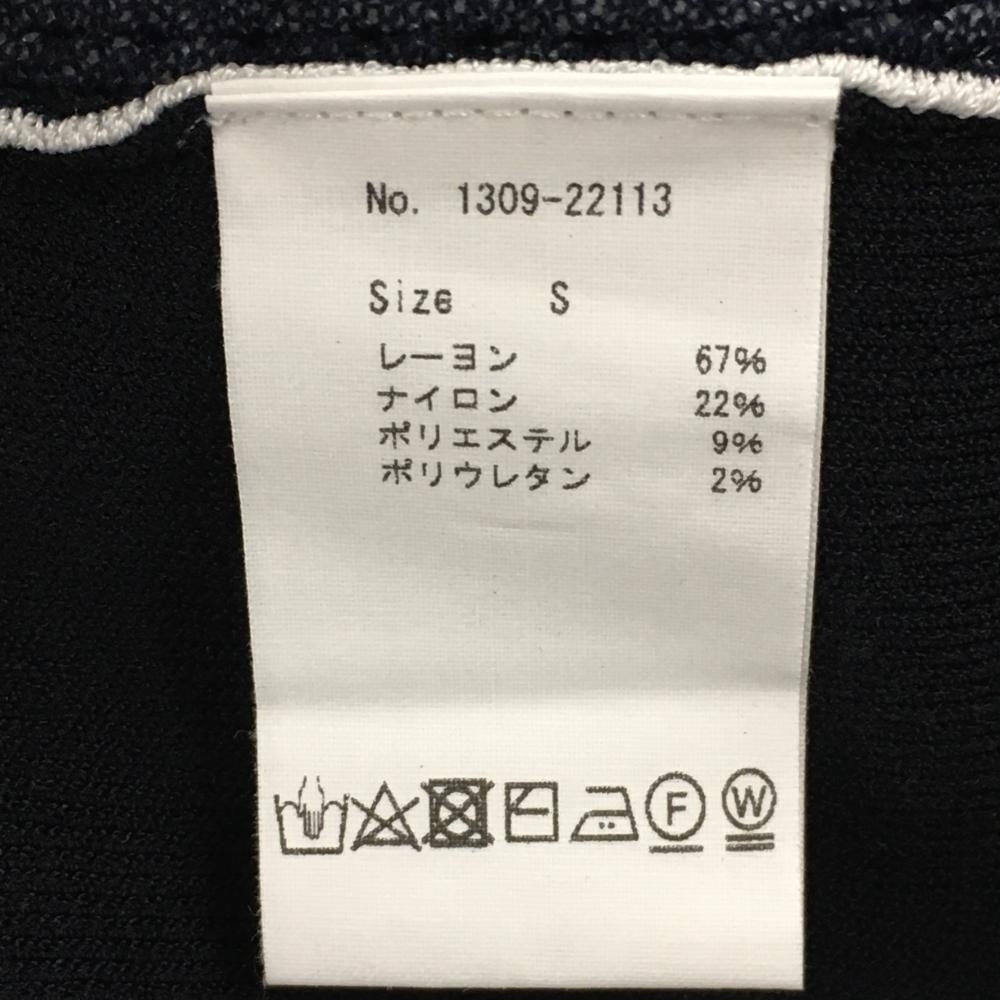 No. 1309-22113
Size S
レーヨン 67%
ナイロン 22%
ポリエステル 9%
ポリウレタン 2%
F W